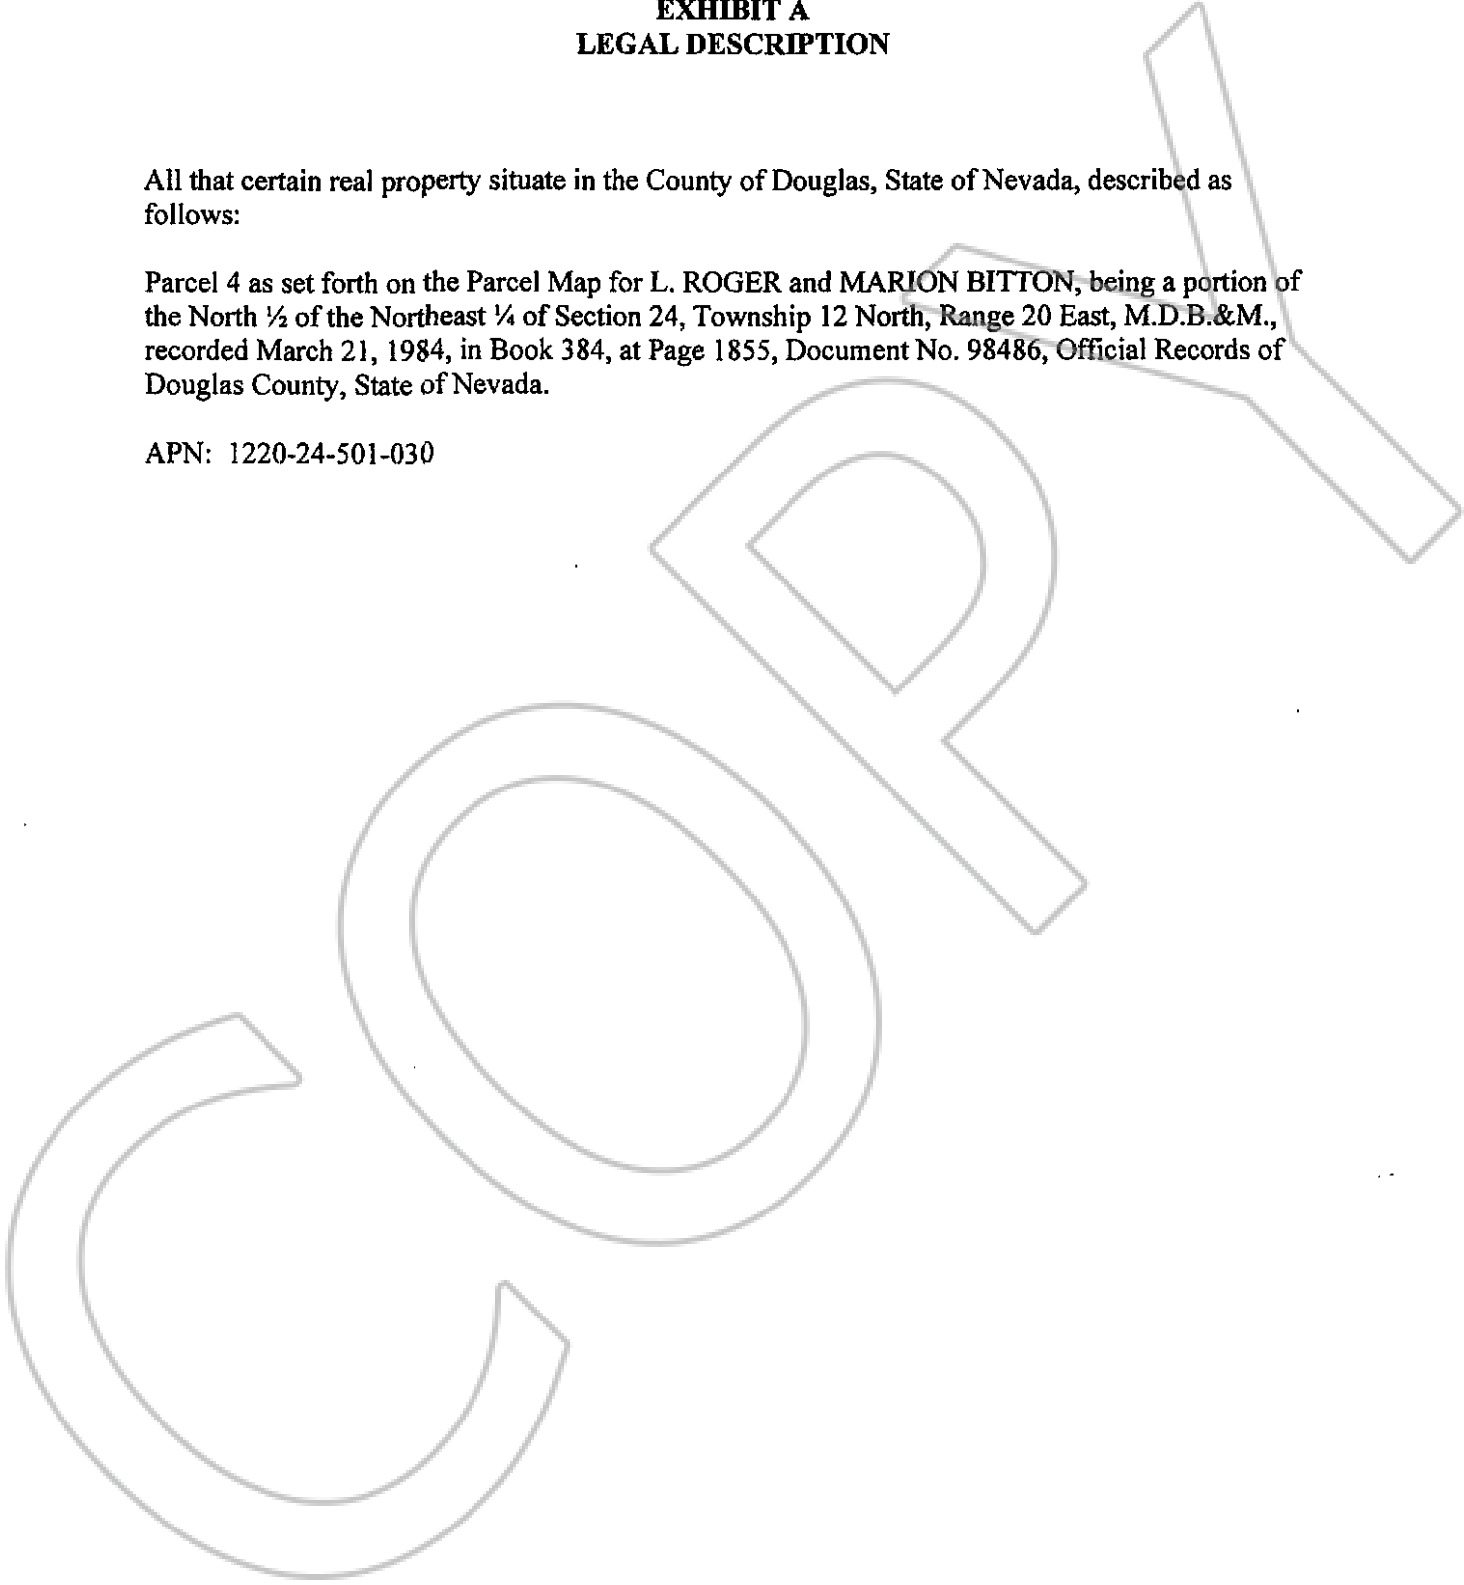 EXHIBIT A
LEGAL DESCRIPTION
All that certain real property situate in the County of Douglas, State of Nevada, described as
follows:
Parcel 4 as set forth on the Parcel Map for L. ROGER and MARION BITTON, being a portion of
the North ½ of the Northeast ¼ of Section 24, Township 12 North, Range 20 East, M.D.B.&M.,
recorded March 21, 1984, in Book 384, at Page 1855, Document No. 98486, Official Records of
Douglas County, State of Nevada.
APN: 1220-24-501-030
COPY